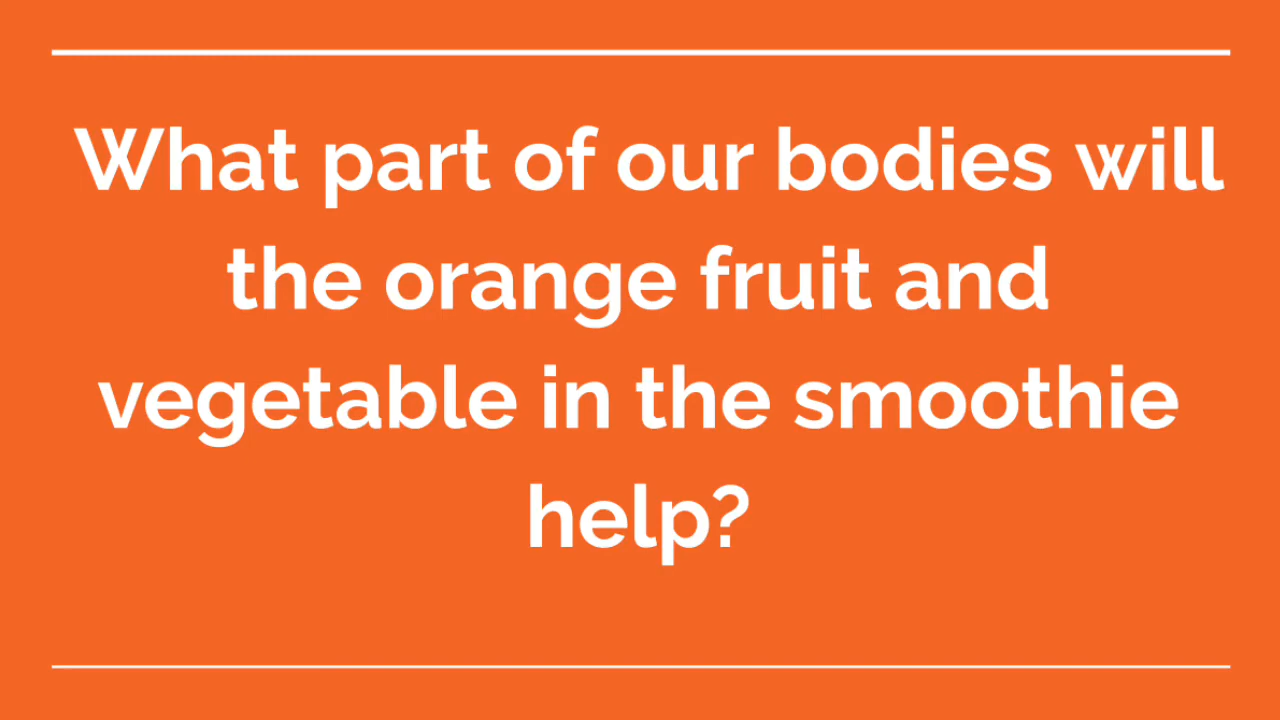 What part of our bodies will
the orange fruit and
vegetable in the smoothie
help?